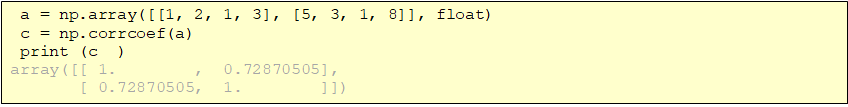 a = np.array([[1, 2, 1, 3], [5, 3, 1, 8]], float)
c = np.corrcoef(a)
print (c  )
array([[ 1.        ,  0.72870505],
       [ 0.72870505,  1.        ]])